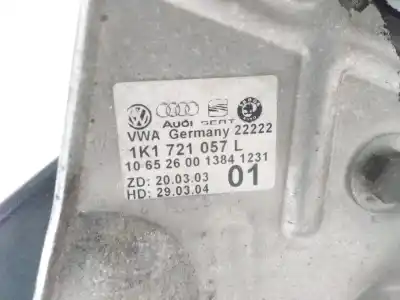 Audi SEAT
VWA Germany 22222
1K1 721 057 L
10 65 26 00 1384 1231
ZD: 20.03.03
HD: 29.03.04
01